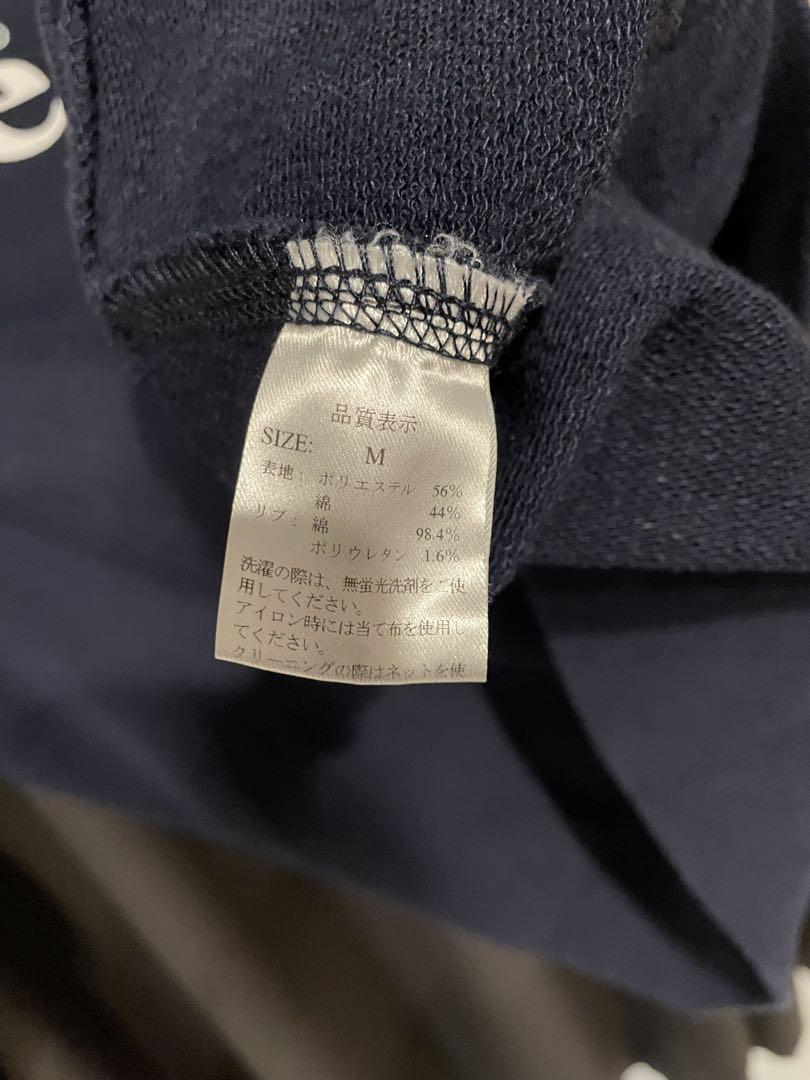 e
品質表示
SIZE: M
表地： ポリエステル 56%
綿 44%
リブ： 綿 98.4%
ポリウレタン 1.6%
洗濯の際は、無蛍光洗剤をご使
用してください。
アイロン時には当て布を使用し
てください。
クリーニングの際はネットを使